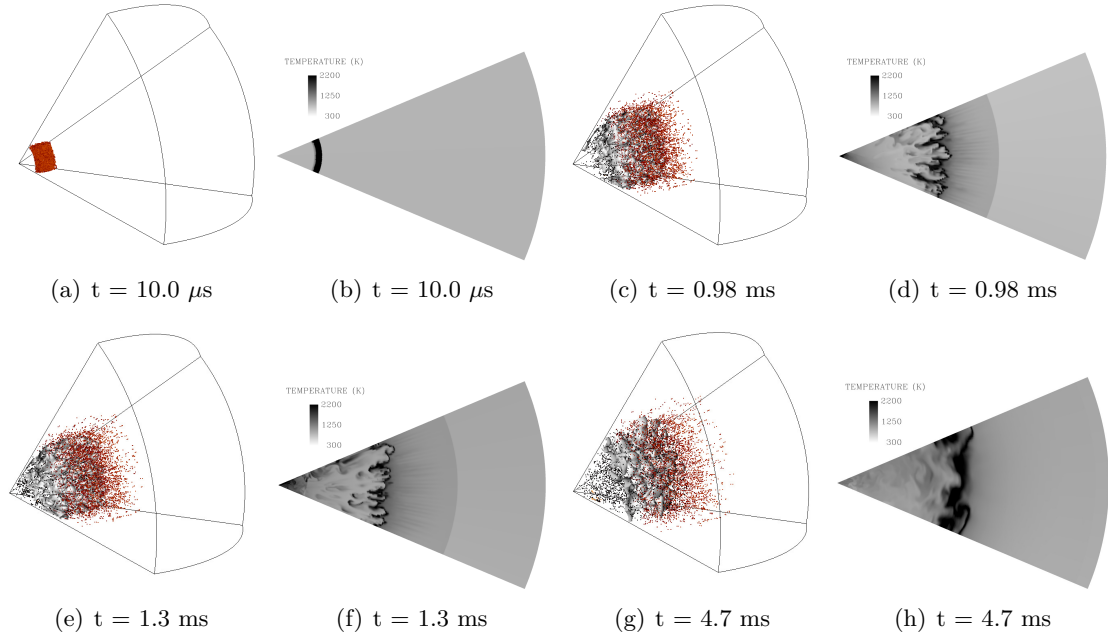 TEMPERATURE (K)
2200
1250
300
TEMPERATURE (K)
2200
1250
300
(a) t = 10.0 μs
(b) t = 10.0 μs
(c) t = 0.98 ms
(d) t = 0.98 ms
TEMPERATURE (K)
2200
1250
300
TEMPERATURE (K)
2200
1250
300
(e) t = 1.3 ms
(f) t = 1.3 ms
(g) t = 4.7 ms
(h) t = 4.7 ms